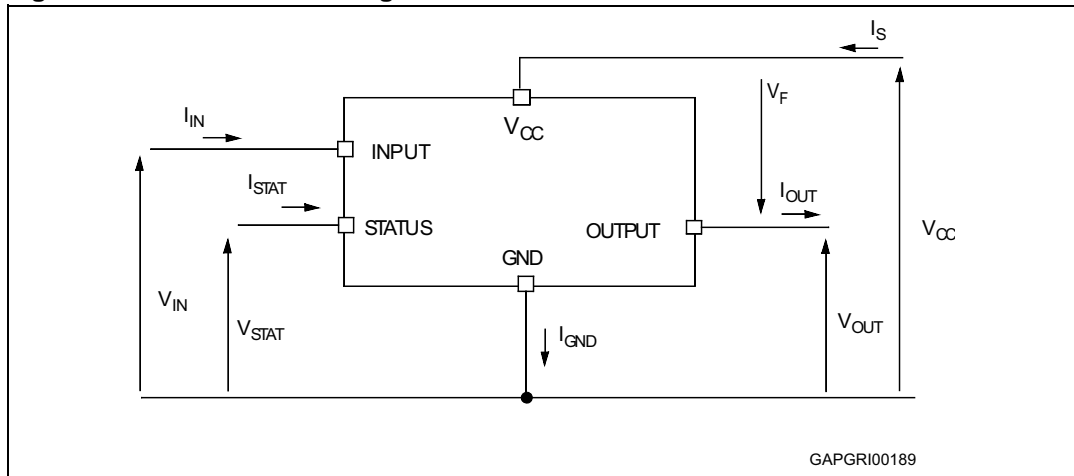 I_S
V_F
V_CC
I_IN
INPUT
I_STAT
I_OUT
STATUS
OUTPUT
V_CC
GND
V_IN
V_STAT
I_GND
V_OUT
GAPGRI00189